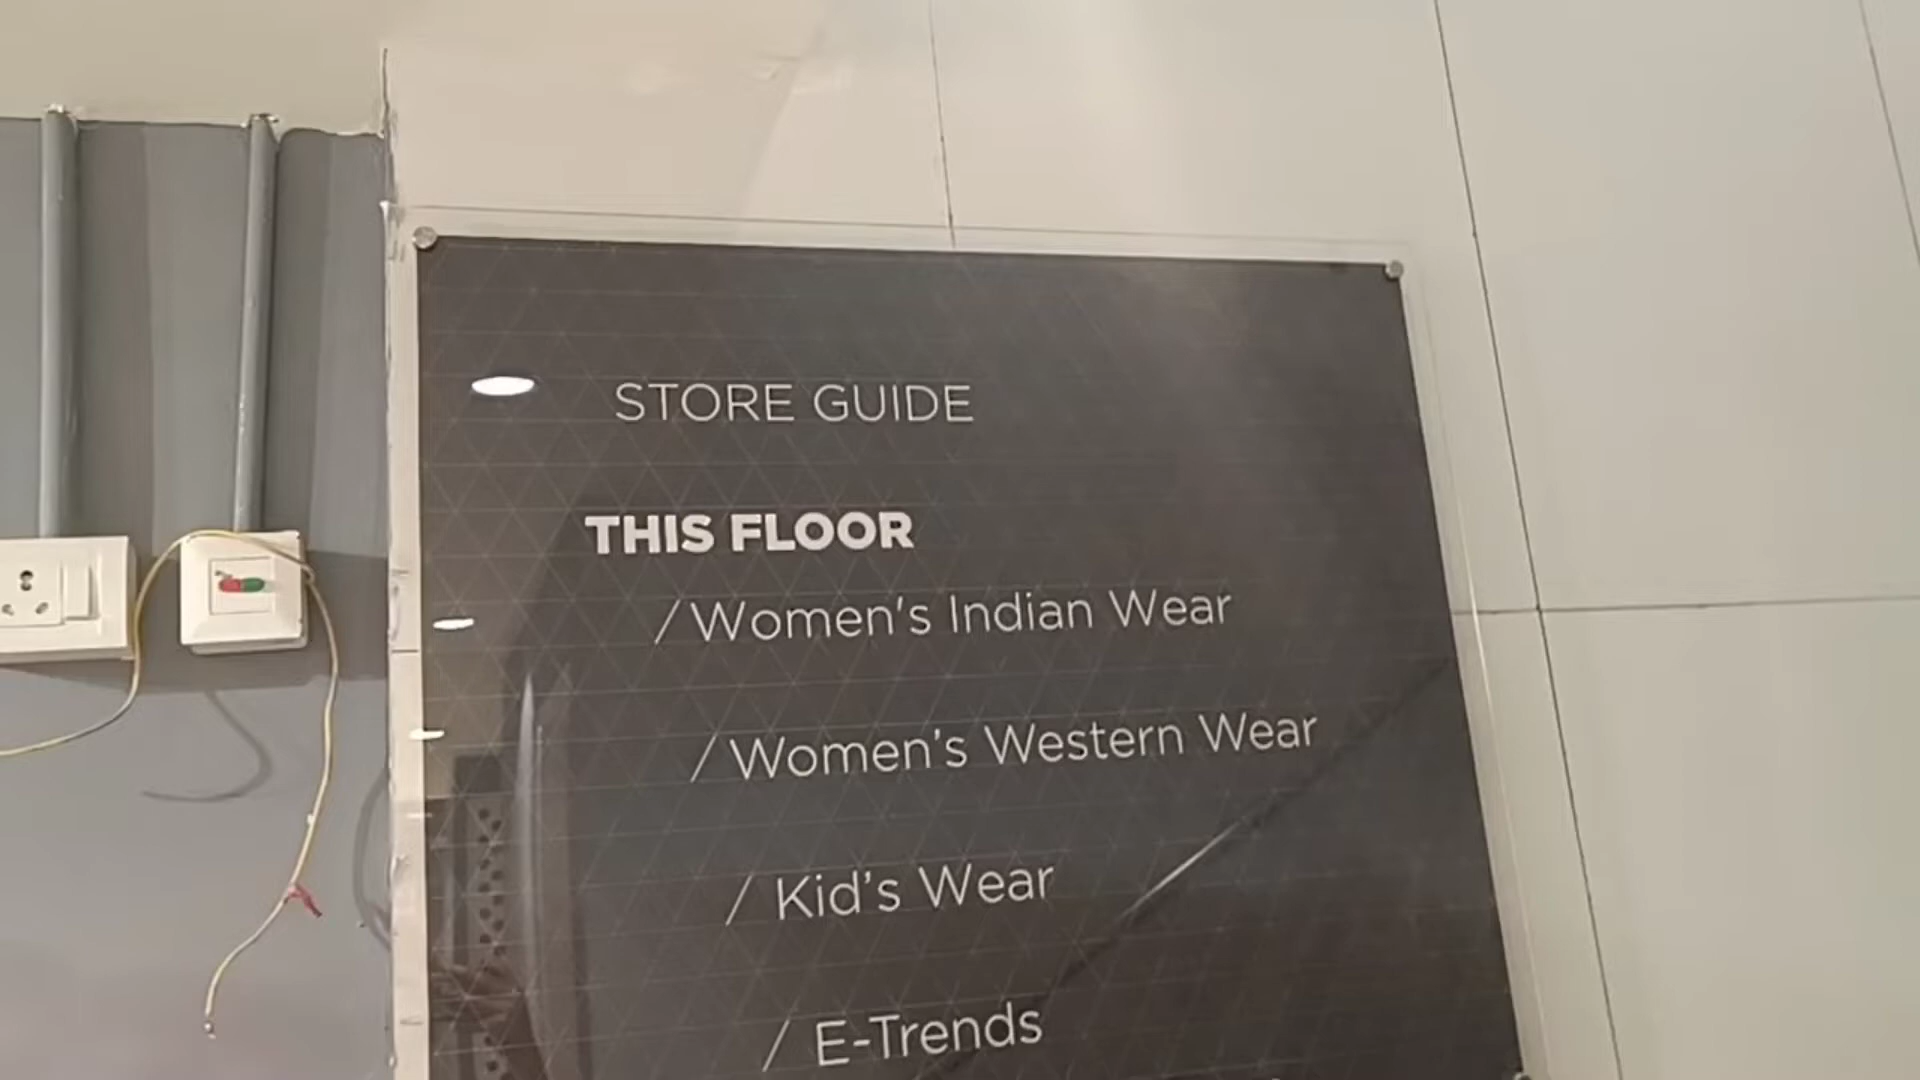 STORE GUIDE
THIS FLOOR
/Women's Indian Wear
/Women's Western Wear
/ Kid's Wear
/ E-Trends